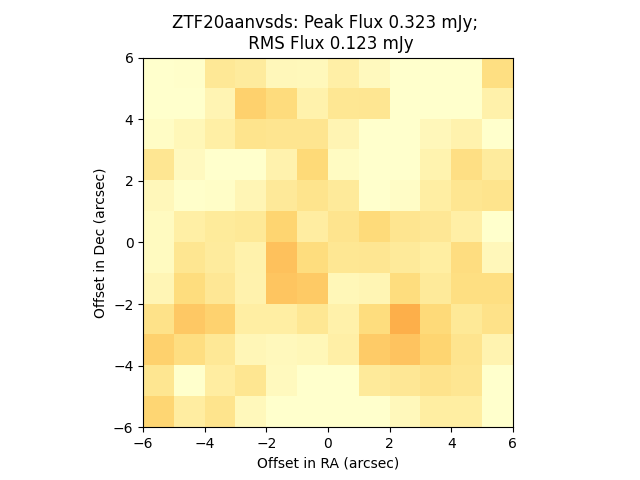 ZTF20aanvsds: Peak Flux 0.323 mJy;
RMS Flux 0.123 mJy
6
4
2
0
−2
−4
−6
Offset in Dec (arcsec)
−6 −4 −2 0 2 4 6
Offset in RA (arcsec)